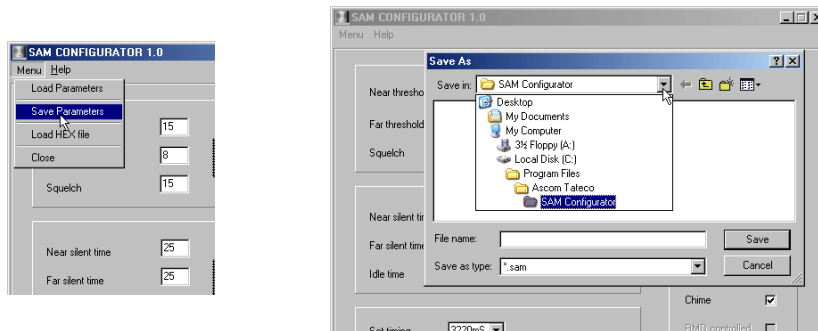 SAM CONFIGURATOR 1.0
Menu Help
Load Parameters
Save Parameters
Load HEX file
Close
15
8
Squelch 15
Near silent time 25
Far silent time 25
SAM CONFIGURATOR 1.0
Menu Help
Near thresho
Far threshold
Squelch
Near silent tim
Far silent time
Idle time
Set timing 3220mS
Save As
Save in: SAM Configurator
Desktop
My Documents
My Computer
3½ Floppy (A:)
Local Disk (C:)
Program Files
Ascom Tateco
SAM Configurator
File name: Save
Save as type: *.sam Cancel
Chime
BMD controlled